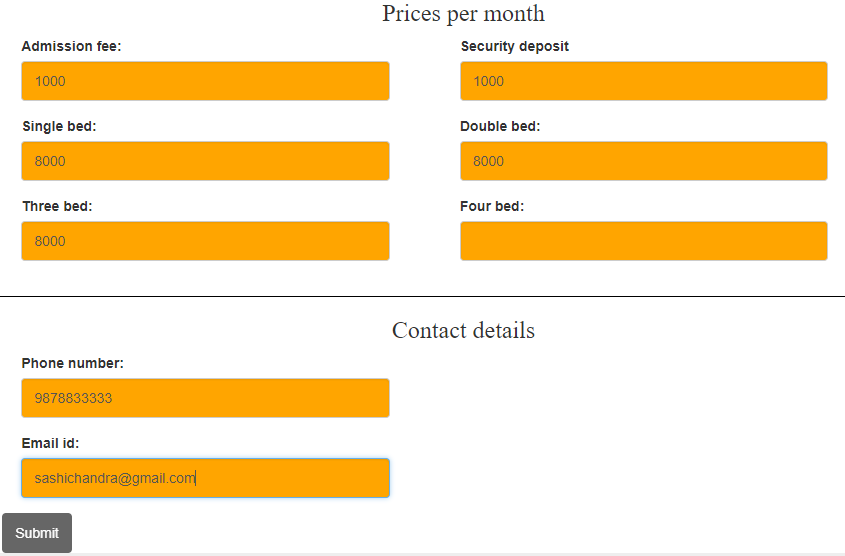 Prices per month
Admission fee: Security deposit
1000 1000
Single bed: Double bed:
8000 8000
Three bed: Four bed:
8000
Contact details
Phone number:
9878833333
Email id:
sashichandra@gmail.com
Submit